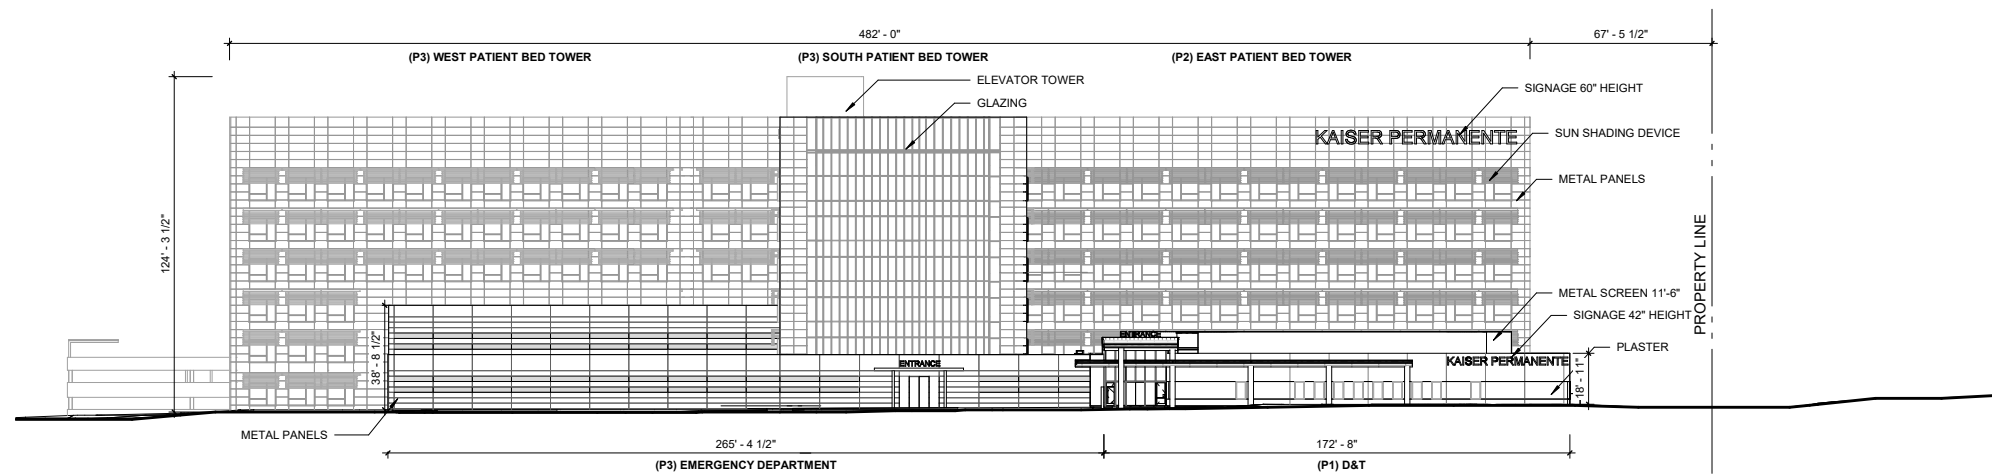 482' - 0"
67' - 5 1/2"
(P3) WEST PATIENT BED TOWER
(P3) SOUTH PATIENT BED TOWER
(P2) EAST PATIENT BED TOWER
ELEVATOR TOWER
GLAZING
SIGNAGE 60" HEIGHT
KAISER PERMANENTE
SUN SHADING DEVICE
METAL PANELS
124' - 3 1/2"
PROPERTY LINE
METAL SCREEN 11'-6"
SIGNAGE 42" HEIGHT
ENTRANCE
PLASTER
38' - 8 1/2"
ENTRANCE
KAISER PERMANENTE
18' - 1 1"
METAL PANELS
265' - 4 1/2"
172' - 8"
(P3) EMERGENCY DEPARTMENT
(P1) D&T